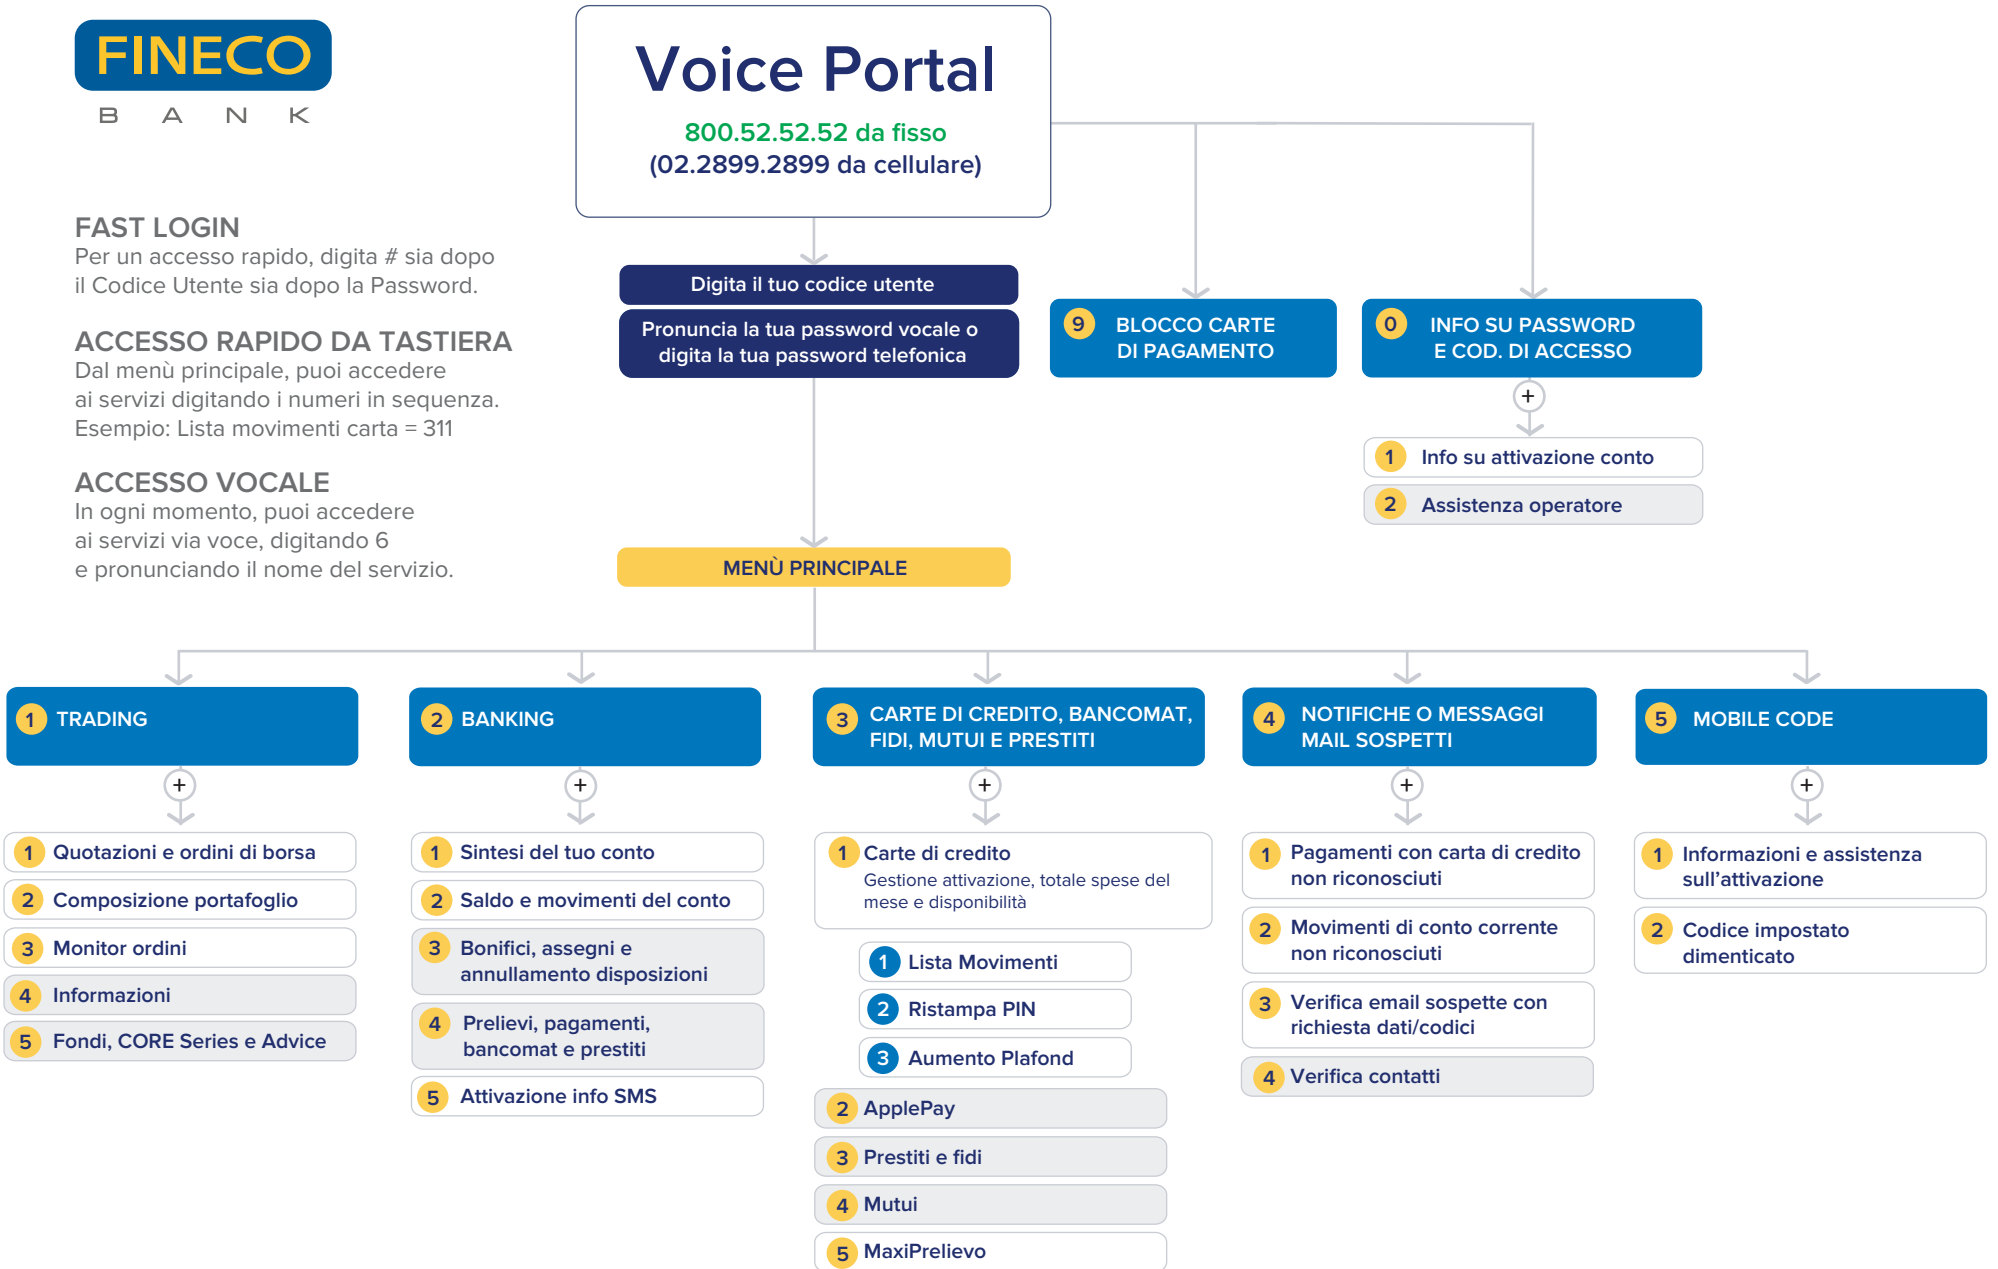 FINECO
BANK
Voice Portal
800.52.52.52 da fisso
(02.2899.2899 da cellulare)
FAST LOGIN
Per un accesso rapido, digita # sia dopo
il Codice Utente sia dopo la Password.
ACCESSO RAPIDO DA TASTIERA
Dal menù principale, puoi accedere
ai servizi digitando i numeri in sequenza.
Esempio: Lista movimenti carta = 311
ACCESSO VOCALE
In ogni momento, puoi accedere
ai servizi via voce, digitando 6
e pronunciando il nome del servizio.
Digita il tuo codice utente
Pronuncia la tua password vocale o
digita la tua password telefonica
9 BLOCCO CARTE
DI PAGAMENTO
0 INFO SU PASSWORD
E COD. DI ACCESSO
+
1 Info su attivazione conto
2 Assistenza operatore
MENÙ PRINCIPALE
1 TRADING
+
1 Quotazioni e ordini di borsa
2 Composizione portafoglio
3 Monitor ordini
4 Informazioni
5 Fondi, CORE Series e Advice
2 BANKING
+
1 Sintesi del tuo conto
2 Saldo e movimenti del conto
3 Bonifici, assegni e
annullamento disposizioni
4 Prelievi, pagamenti,
bancomat e prestiti
5 Attivazione info SMS
3 CARTE DI CREDITO, BANCOMAT,
FIDI, MUTUI E PRESTITI
+
1 Carte di credito
Gestione attivazione, totale spese del
mese e disponibilità
1 Lista Movimenti
2 Ristampa PIN
3 Aumento Plafond
2 ApplePay
3 Prestiti e fidi
4 Mutui
5 MaxiPrelievo
4 NOTIFICHE O MESSAGGI
MAIL SOSPETTI
+
1 Pagamenti con carta di credito
non riconosciuti
2 Movimenti di conto corrente
non riconosciuti
3 Verifica email sospette con
richiesta dati/codici
4 Verifica contatti
5 MOBILE CODE
+
1 Informazioni e assistenza
sull'attivazione
2 Codice impostato
dimenticato